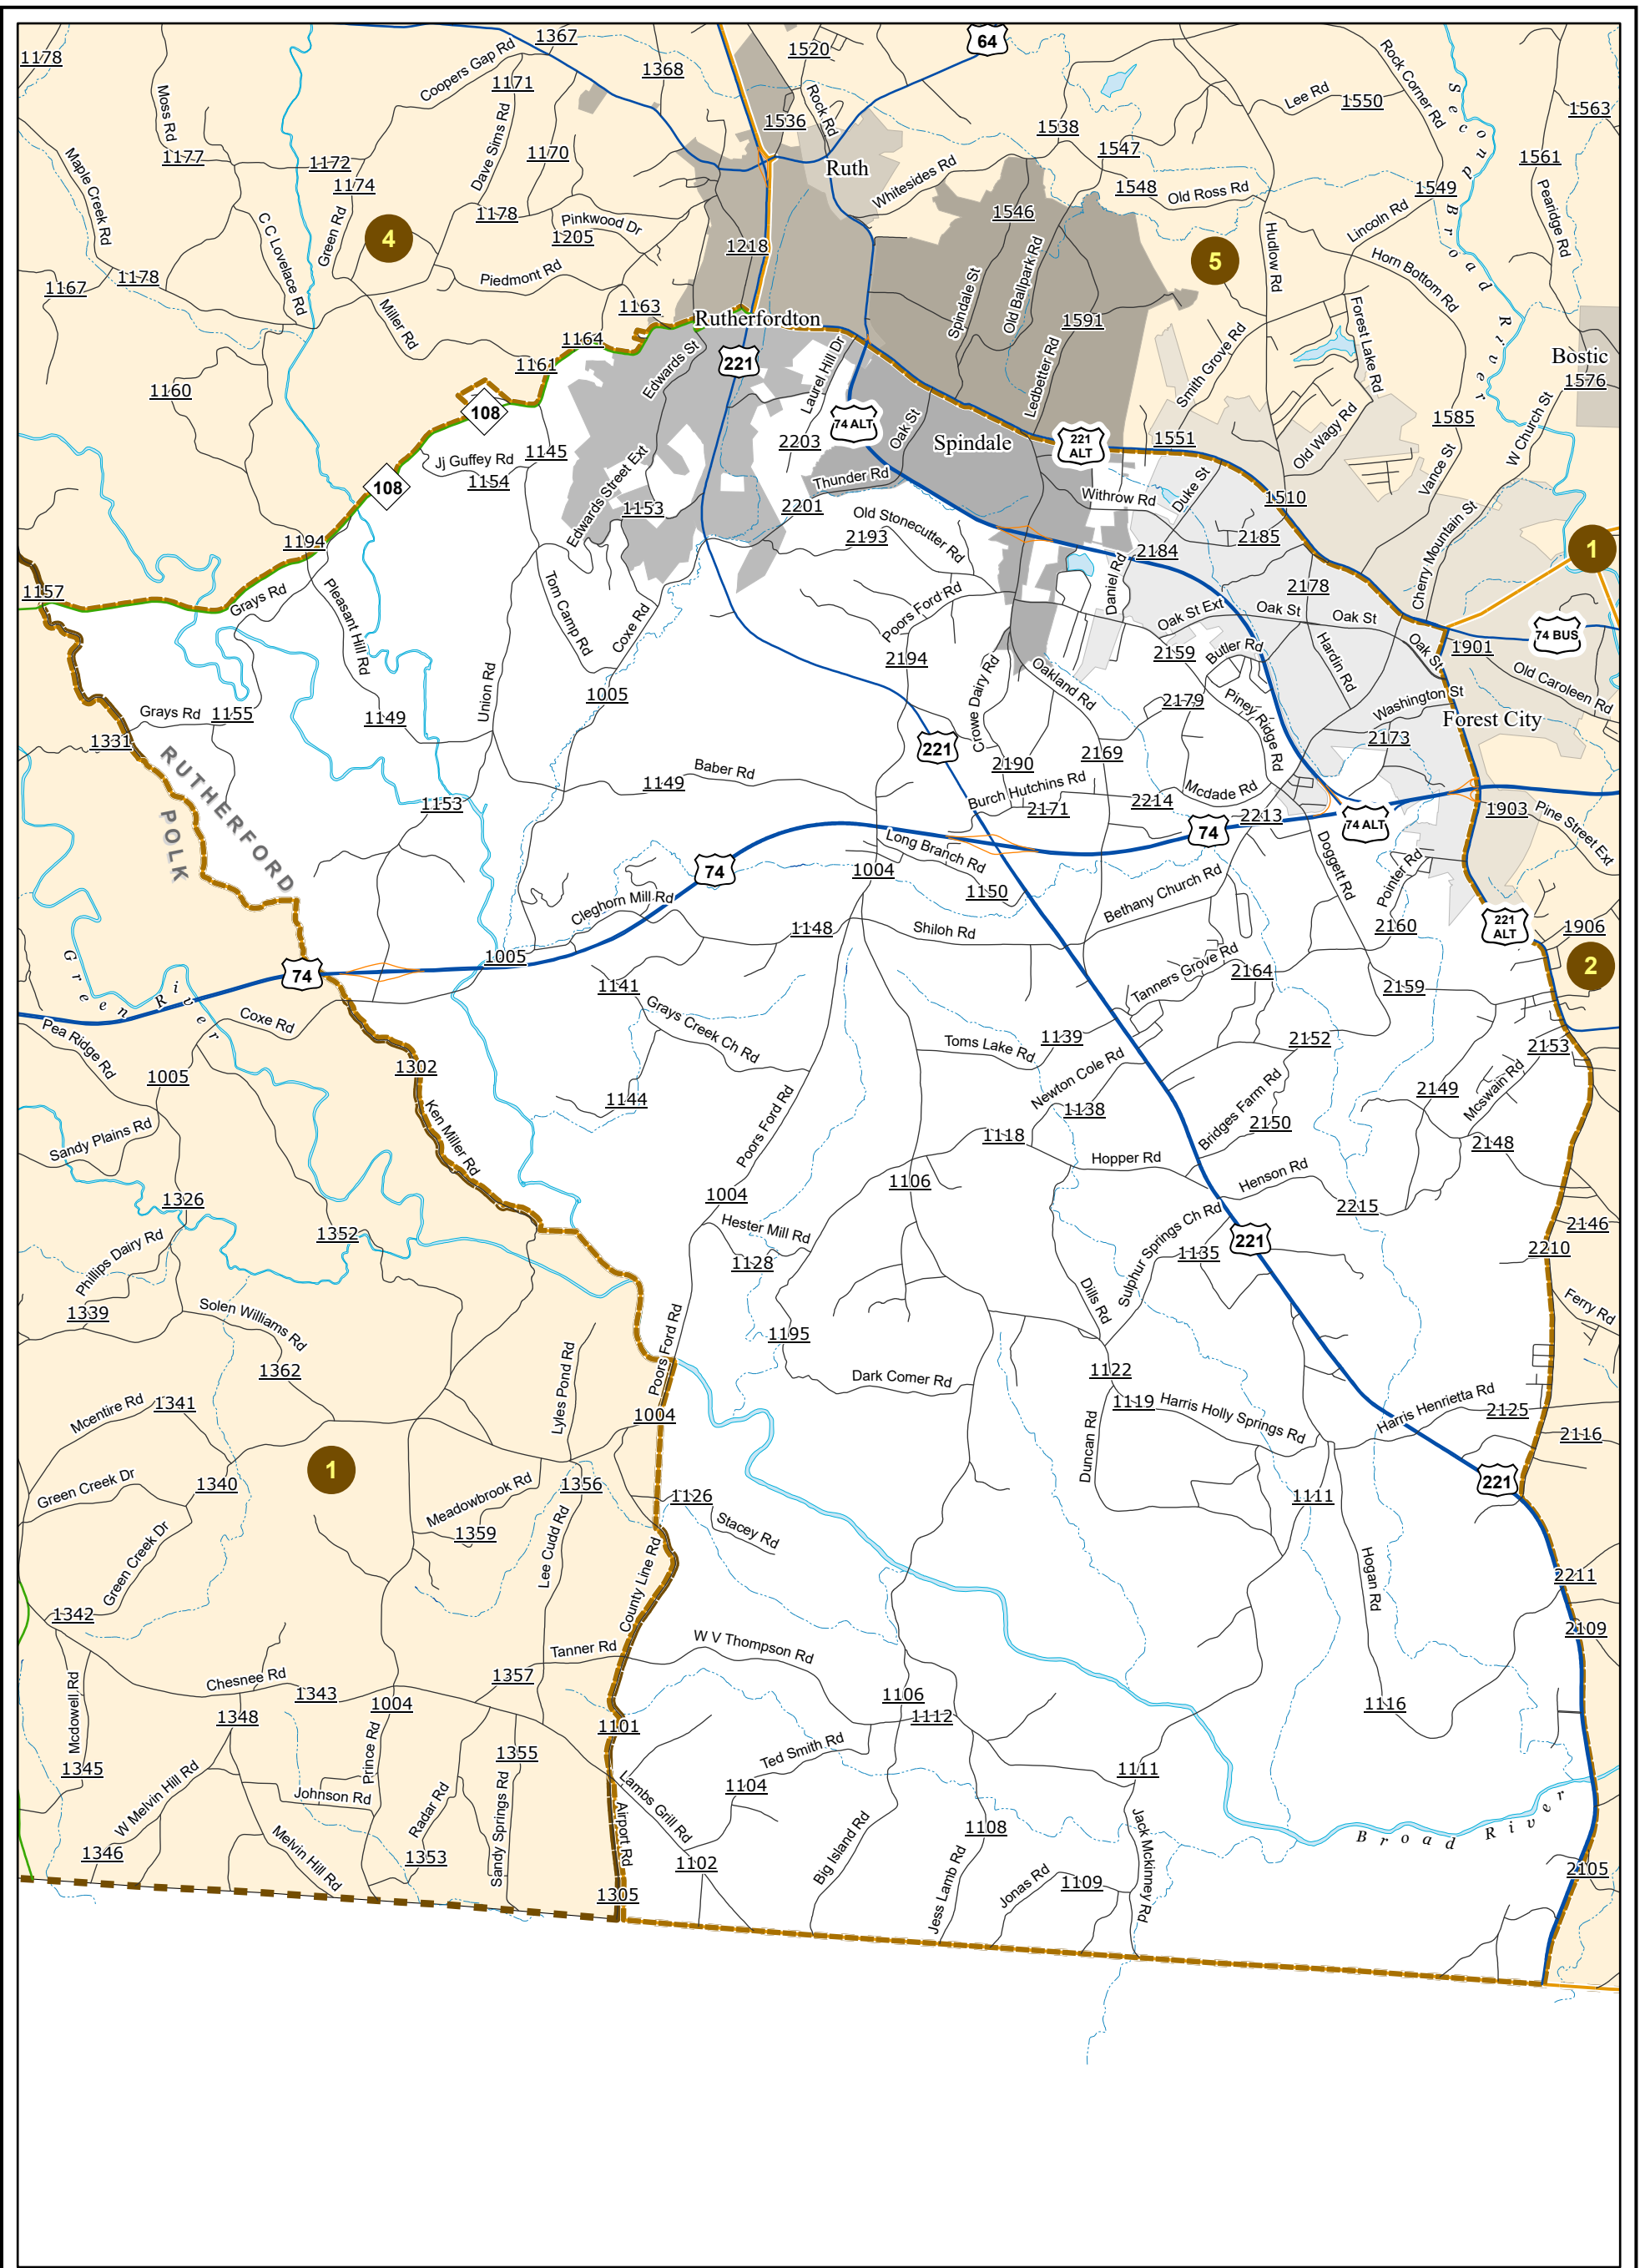 1178
Moss Rd
Coopers Gap Rd
1367
1368
1520
64
Rock Corner Rd
Second Broad River
1171
Lee Rd
1550
1563
Rock Rd
1536
1538
1547
Dave Sims Rd
1170
1177
1172
1174
Maple Creek Rd
Ruth
Whitesides Rd
1548
Old Ross Rd
1549
1561
Pearidge Rd
C C Lovelace Rd
Green Rd
4
1178
Pinkwood Dr
1205
1218
1546
5
Hudlow Rd
Lincoln Rd
Horn Bottom Rd
1167
1178
Piedmont Rd
1163
Miller Rd
Spindale St
Old Ballpark Rd
1591
Forest Lake Rd
Rutherfordton
1164
1161
221
Edwards St
Laurel Hill Dr
Ledbetter Rd
Smith Grove Rd
Bostic
1576
1160
108
74 ALT
Oak St
Spindale
221 ALT
1551
Old Wagy Rd
1585
W Church St
2203
Jj Guffey Rd
1145
1154
108
Edwards Street Ext
Thunder Rd
Withrow Rd
Duke St
1510
Vance St
1153
2201
Old Stonecutter Rd
2193
2184
2185
Cherry Mountain St
1
1194
1157
Grays Rd
Pleasant Hill Rd
Tom Camp Rd
Coxe Rd
Poors Ford Rd
Daniel Rd
2178
Oak St Ext
Oak St
Oak St
74 BUS
2194
2159
Butler Rd
Hardin Rd
Oak St
1901
Old Caroleen Rd
Union Rd
1005
Crowe Dairy Rd
Oakland Rd
2179
Piney Ridge Rd
Washington St
Forest City
Grays Rd
1155
1149
1331
RUTHERFORD
POLK
221
2169
2173
2190
1149
Baber Rd
Burch Hutchins Rd
2171
2214
Mcdade Rd
2213
74
74 ALT
1903
Pine Street Ext
1153
74
Long Branch Rd
1004
1150
Bethany Church Rd
Doggett Rd
Pointer Rd
Cleghorn Mill Rd
1148
Shiloh Rd
2160
221 ALT
1906
2
Green River
74
1005
1141
Tanners Grove Rd
2164
2159
Coxe Rd
Pea Ridge Rd
Grays Creek Ch Rd
Toms Lake Rd
1139
2152
2153
1302
1005
Newton Cole Rd
1138
Bridges Farm Rd
2150
2149
Mcswain Rd
2148
1144
Ken Miller Rd
Sandy Plains Rd
Poors Ford Rd
1118
Hopper Rd
Henson Rd
2215
1106
1326
1004
1352
Hester Mill Rd
1128
Sulphur Springs Ch Rd
1135
221
2146
2210
Phillips Dairy Rd
1339
Solen Williams Rd
Dills Rd
Ferry Rd
Poors Ford Rd
1195
Lyles Pond Rd
1362
Dark Corner Rd
1122
Mcentire Rd
1341
1004
1119
Harris Holly Springs Rd
Harris Henrietta Rd
2125
2116
Duncan Rd
1
Green Creek Dr
1340
Meadowbrook Rd
1356
1126
1111
221
Stacey Rd
1359
Green Creek Dr
Lee Cudd Rd
County Line Rd
Hogan Rd
2211
1342
2109
Tanner Rd
W V Thompson Rd
Mcdowell Rd
Chesnee Rd
1343
1004
1357
1106
1112
1116
1348
1101
1345
W Melvin Hill Rd
Prince Rd
1355
Ted Smith Rd
1104
1111
Johnson Rd
Radar Rd
Sandy Springs Rd
Lambs Grill Rd
Airport Rd
Big Island Rd
1108
Jack Mckinney Rd
Broad River
1346
Melvin Hill Rd
1353
1102
Jess Lamb Rd
Jonas Rd
1109
2105
1305